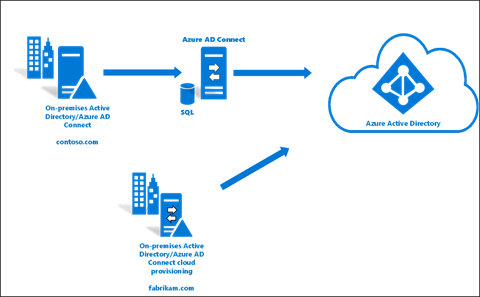 Azure AD Connect
SQL
On-premises Active
Directory/Azure AD
Connect
contoso.com
Azure Active Directory
On-premises Active
Directory/Azure AD
Connect cloud
provisioning
fabrikam.com